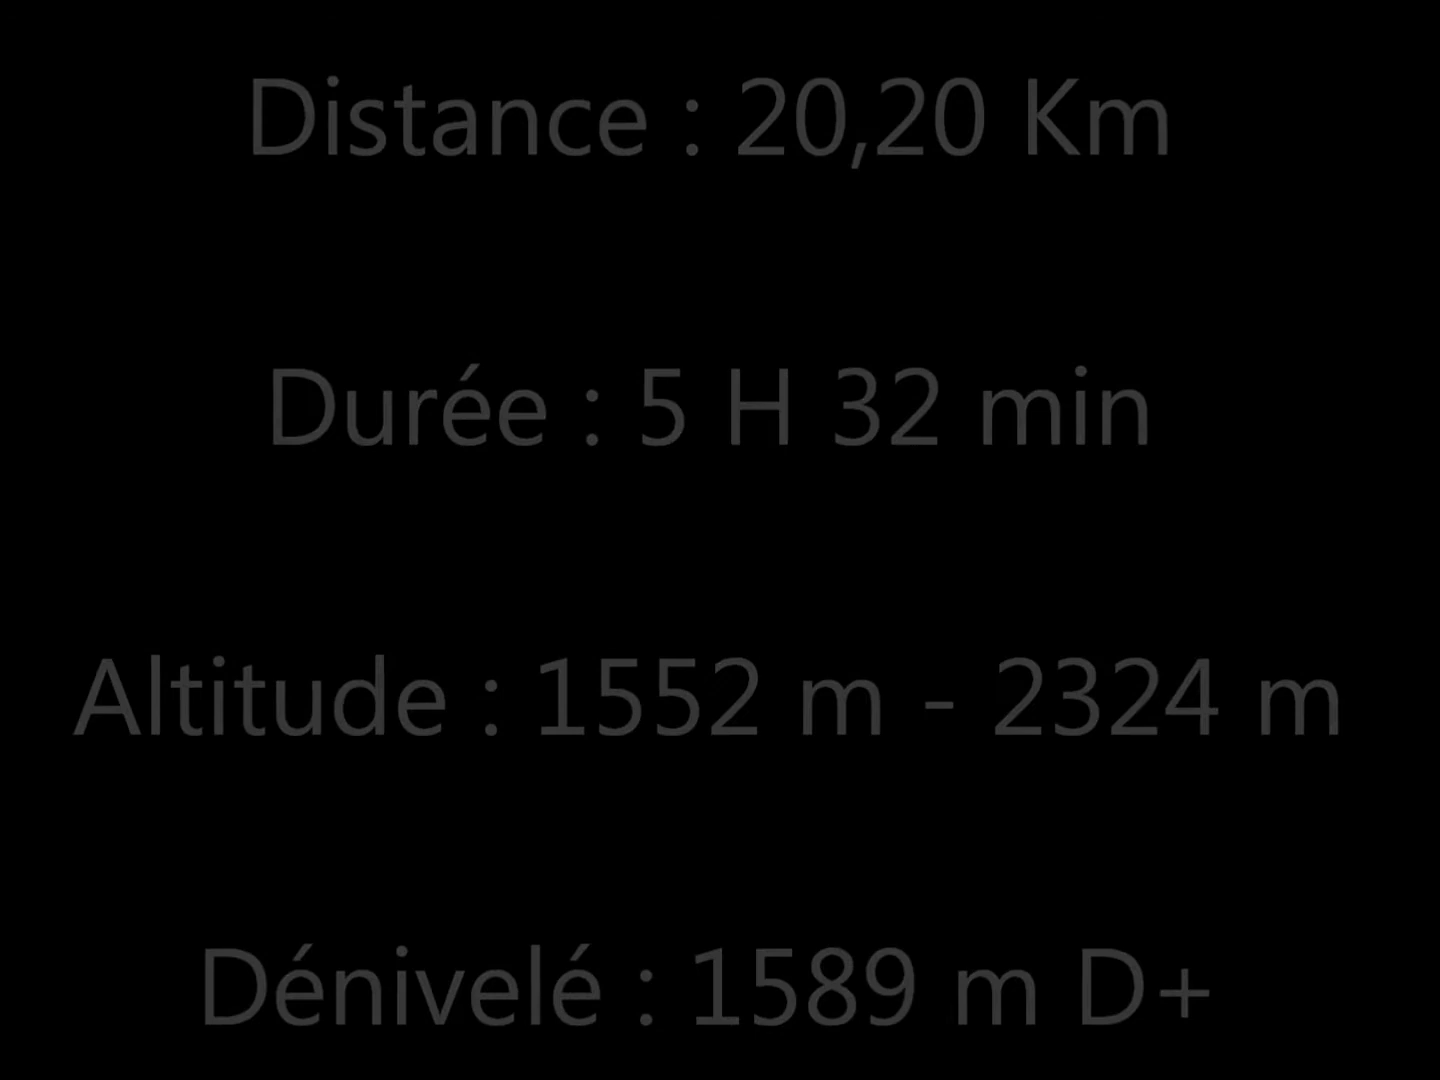 Distance : 20,20 Km
Durée : 5 H 32 min
Altitude : 1552 m - 2324 m
Dénivelé : 1589 m D+